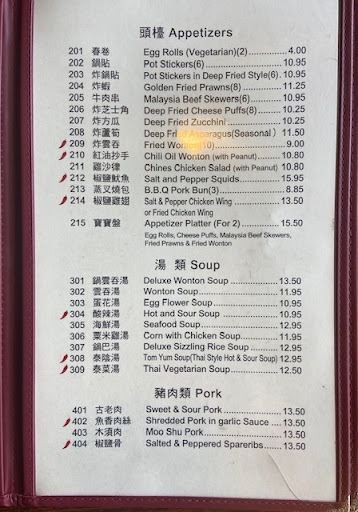 頭檯 Appetizers
201 春卷 Egg Rolls (Vegetarian)(2) 4.00
202 鍋貼 Pot Stickers(6) 10.95
203 炸鍋貼 Pot Stickers in Deep Fried Style(6) 10.95
204 炸蝦 Golden Fried Prawns(8) 11.25
205 牛肉串 Malaysia Beef Skewers(6) 10.95
206 炸芝士角 Deep Fried Cheese Puffs(8) 10.25
207 炸方瓜 Deep Fried Zucchini 10.25
208 炸蘆筍 Deep Fried Asparagus(Seasonal) 11.50
209 炸雲吞 Fried Wonton(10) 9.00
210 紅油抄手 Chili Oil Wonton (with Peanut) 10.80
211 雞沙律 Chines Chicken Salad (with Peanut) 10.80
212 椒鹽魷魚 Salt and Pepper Squids 15.95
213 蒸叉燒包 B.B.Q Pork Bun(3) 8.85
214 椒鹽雞翅 Salt & Pepper Chicken Wing 13.50
or Fried Chicken Wing
215 寶寶盤 Appetizer Platter (For 2) 15.50
Egg Rolls, Cheese Puffs, Malaysia Beef Skewers,
Fried Prawns & Fried Wonton
湯 類 Soup
301 鍋雲吞湯 Deluxe Wonton Soup 13.50
302 雲吞湯 Wonton Soup 11.95
303 蛋花湯 Egg Flower Soup 10.95
304 酸辣湯 Hot and Sour Soup 10.95
305 海鮮湯 Seafood Soup 12.95
306 粟米雞湯 Corn with Chicken Soup 11.95
307 鍋巴湯 Deluxe Sizzling Rice Soup 12.95
308 泰陰湯 Tom Yum Soup(Thai Style Hot & Sour Soup) 12.95
309 泰菜湯 Thai Vegetarian Soup 12.50
豬肉類 Pork
401 古老肉 Sweet & Sour Pork 13.50
402 魚香肉絲 Shredded Pork in garlic Sauce 13.50
403 木須肉 Moo Shu Pork 13.50
404 椒鹽骨 Salted & Peppered Spareribs 13.50